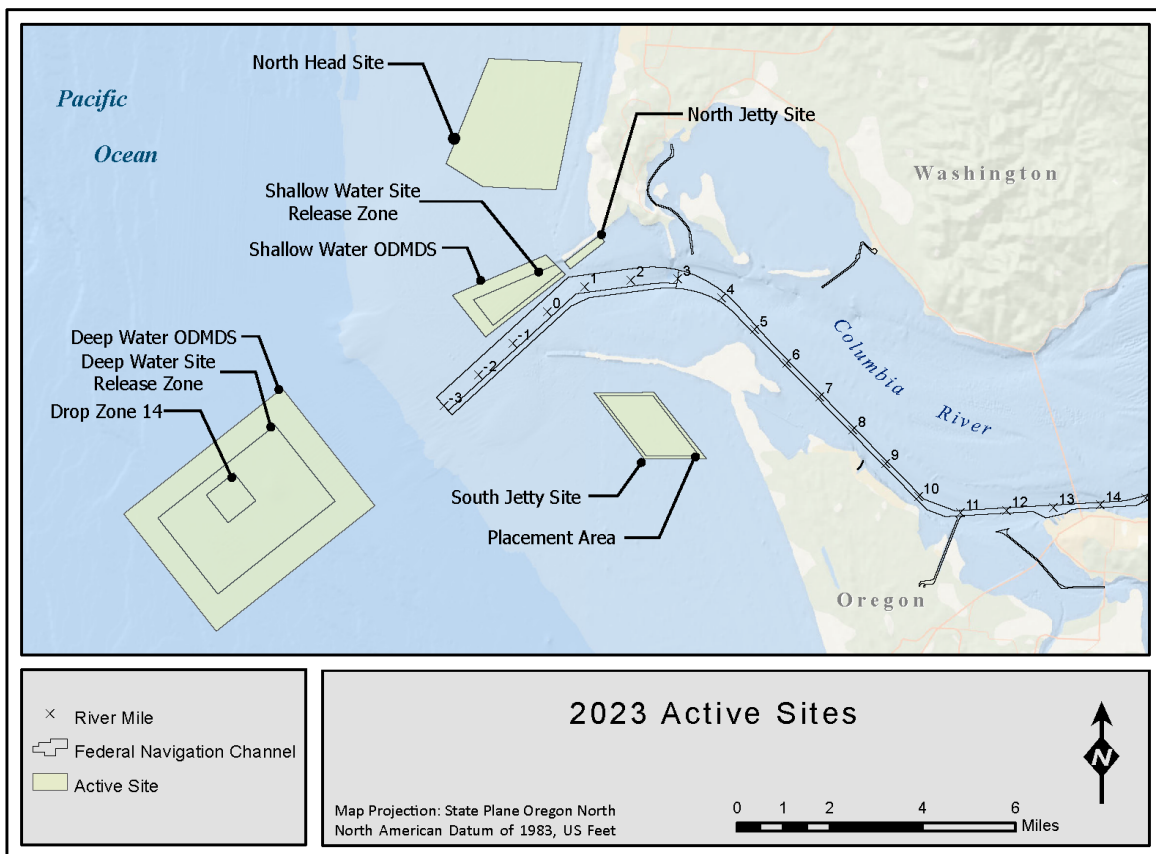 Pacific
Ocean
North Head Site
North Jetty Site
Washington
Shallow Water Site
Release Zone
Shallow Water ODMDS
Deep Water ODMDS
Deep Water Site
Release Zone
Drop Zone 14
-3
-2
-1
0
1
2
3
4
5
6
7
8
9
10
11
12
13
14
Columbia
River
South Jetty Site
Placement Area
Oregon
River Mile
Federal Navigation Channel
Active Site
2023 Active Sites
Map Projection: State Plane Oregon North
North American Datum of 1983, US Feet
0 1 2 4 6
Miles
N